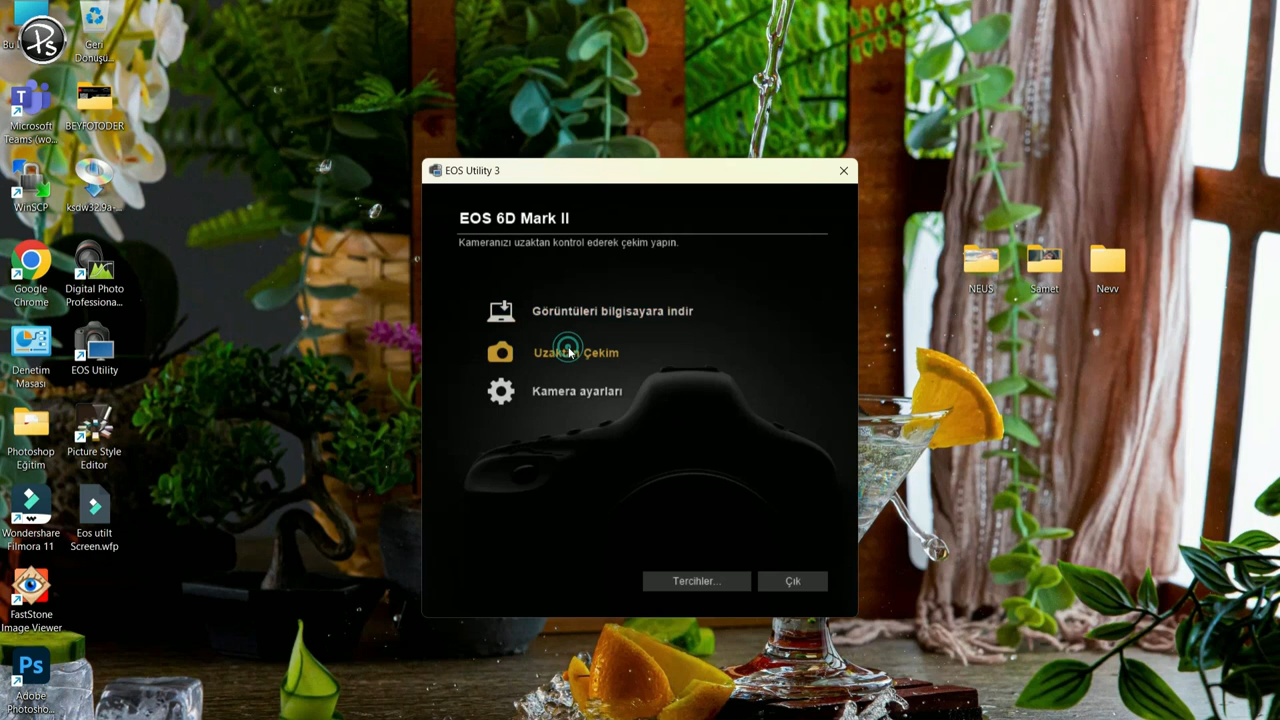 Ps
Geri
Dönüşü...
Microsoft
Teams (wo...
BEYFOTODER
WinSCP
ksdw32.9a-...
Google
Chrome
Digital Photo
Professiona...
Denetim
Masası
EOS Utility
Photoshop
Eğitim
Picture Style
Editor
Wondershare
Filmora 11
Eos utilt
Screen.wfp
FastStone
Image Viewer
Ps
Adobe
Photosho...
EOS Utility 3
EOS 6D Mark II
Kameranızı uzaktan kontrol ederek çekim yapın.
Görüntüleri bilgisayara indir
Çekim
Kamera ayarları
Tercihler...
Çık
NEUS
Samet
Nevv